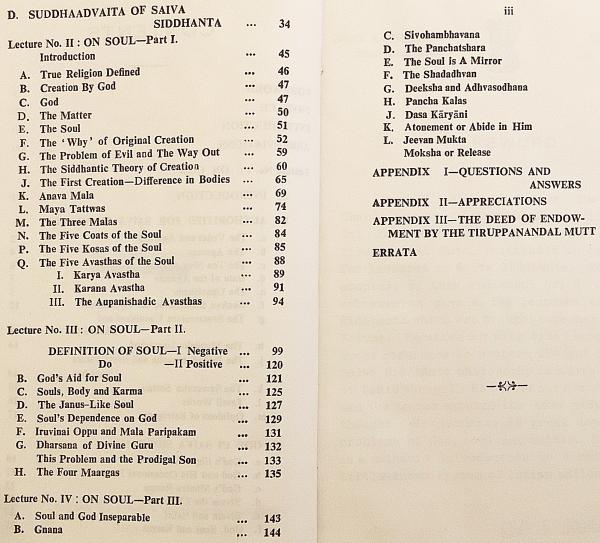 D. SUDDHAADVAITA OF SAIVA
SIDDHANTA ... 34
Lecture No. II : ON SOUL—Part I.
Introduction ... 45
A. True Religion Defined ... 46
B. Creation By God ... 47
C. God ... 47
D. The Matter ... 50
E. The Soul ... 51
F. The ‘Why’ of Original Creation ... 52
G. The Problem of Evil and The Way Out ... 59
H. The Siddhantic Theory of Creation ... 60
J. The First Creation—Difference in Bodies ... 65
K. Anava Mala ... 69
L. Maya Tattwas ... 74
M. The Three Malas ... 82
N. The Five Coats of the Soul ... 84
P. The Five Kosas of the Soul ... 85
Q. The Five Avasthas of the Soul ... 88
I. Karya Avastha ... 89
II. Karana Avastha ... 91
III. The Aupanishadic Avasthas ... 94
Lecture No. III : ON SOUL—Part II.
DEFINITION OF SOUL—I Negative ... 99
Do —II Positive ... 120
B. God's Aid for Soul ... 121
C. Souls, Body and Karma ... 125
D. The Janus-Like Soul ... 127
E. Soul's Dependence on God ... 129
F. Iruvinai Oppu and Mala Paripakam ... 131
G. Dharsana of Divine Guru ... 132
This Problem and the Prodigal Son ... 133
H. The Four Maargas ... 135
Lecture No. IV : ON SOUL—Part III.
A. Soul and God Inseparable ... 143
B. Gnana ... 144
iii
C. Sivohambhavana
D. The Panchatshara
E. The Soul is A Mirror
F. The Shadadhvan
G. Deeksha and Adhvasodhana
H. Pancha Kalas
J. Dasa Kāryāni
K. Atonement or Abide in Him
L. Jeevan Mukta
Moksha or Release
APPENDIX I—QUESTIONS AND
ANSWERS
APPENDIX II—APPRECIATIONS
APPENDIX III—THE DEED OF ENDOW-
MENT BY THE TIRUPPANANDAL MUTT
ERRATA